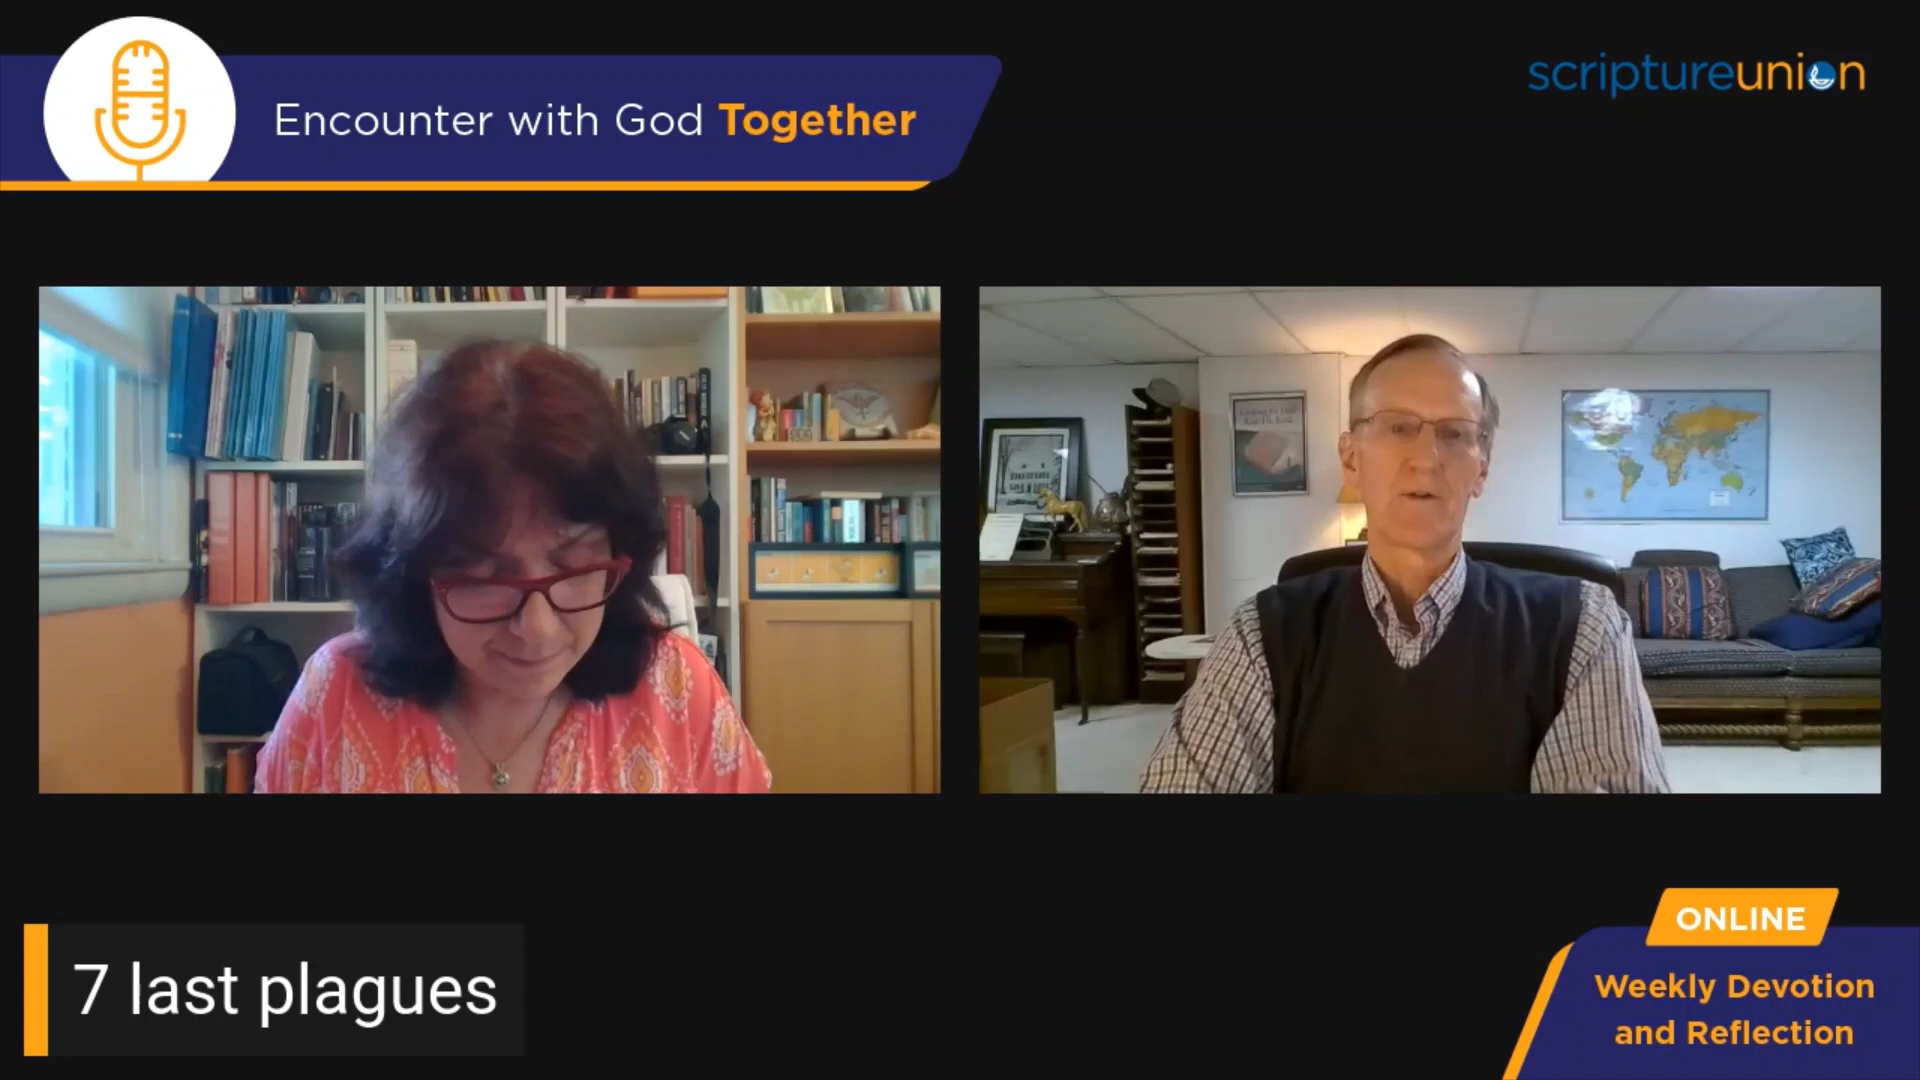 Encounter with God Together
scriptureunion
7 last plagues
ONLINE
Weekly Devotion
and Reflection